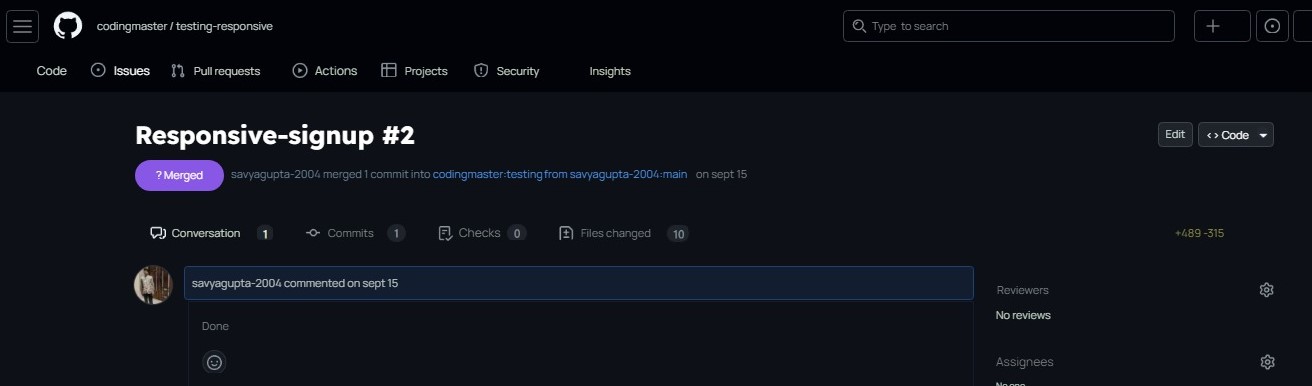 codingmaster / testing-responsive
Type to search
Code Issues Pull requests Actions Projects Security Insights
Responsive-signup #2
Edit
<> Code
? Merged
savyagupta-2004 merged 1 commit into codingmaster:testing from savyagupta-2004:main on sept 15
Conversation 1 Commits 1 Checks 0 Files changed 10
+489 -315
savyagupta-2004 commented on sept 15
Done
Reviewers
No reviews
Assignees